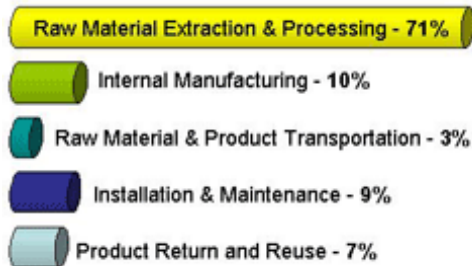 Raw Material Extraction & Processing - 71%
Internal Manufacturing - 10%
Raw Material & Product Transportation - 3%
Installation & Maintenance - 9%
Product Return and Reuse - 7%